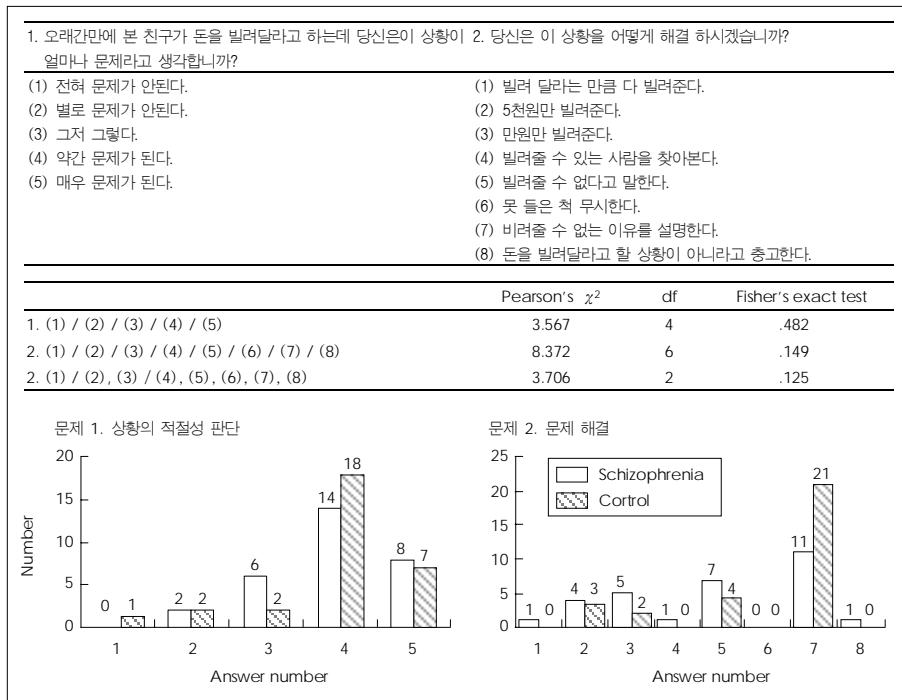 1. 오래간만에 본 친구가 돈을 빌려달라고 하는데 당신은이 상황이
얼마나 문제라고 생각합니까?
(1) 전혀 문제가 안된다.
(2) 별로 문제가 안된다.
(3) 그저 그렇다.
(4) 약간 문제가 된다.
(5) 매우 문제가 된다.
2. 당신은 이 상황을 어떻게 해결 하시겠습니까?
(1) 빌려 달라는 만큼 다 빌려준다.
(2) 5천원만 빌려준다.
(3) 만원만 빌려준다.
(4) 빌려줄 수 있는 사람을 찾아본다.
(5) 빌려줄 수 없다고 말한다.
(6) 못 들은 척 무시한다.
(7) 비려줄 수 없는 이유를 설명한다.
(8) 돈을 빌려달라고 할 상황이 아니라고 충고한다.
Pearson's χ² df Fisher's exact test
1. (1) / (2) / (3) / (4) / (5) 3.567 4 .482
2. (1) / (2) / (3) / (4) / (5) / (6) / (7) / (8) 8.372 6 .149
2. (1) / (2), (3) / (4), (5), (6), (7), (8) 3.706 2 .125
문제 1. 상황의 적절성 판단
20
15
10
5
0
Number
0 1 2 2 6 2 14 18 8 7
1 2 3 4 5
Answer number
문제 2. 문제 해결
25
20
15
10
5
0
Schizophrenia
Cortrol
1 0 4 3 5 2 1 0 7 4 0 0 11 21 1 0
1 2 3 4 5 6 7 8
Answer number